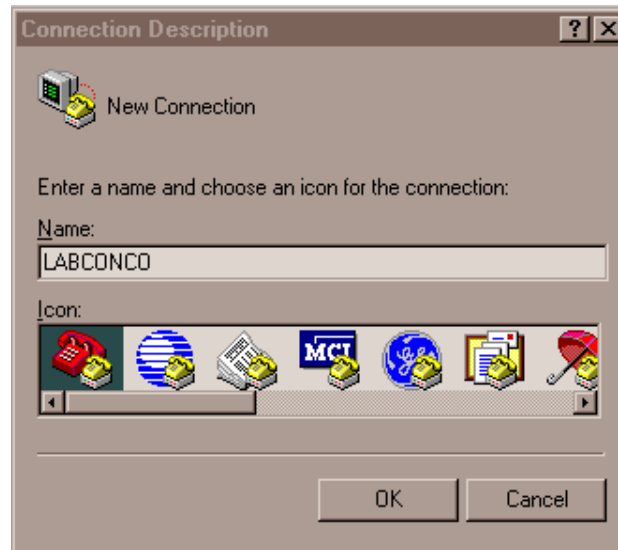 Connection Description
New Connection
Enter a name and choose an icon for the connection:
Name:
LABCONCO
Icon:
MCI
OK Cancel